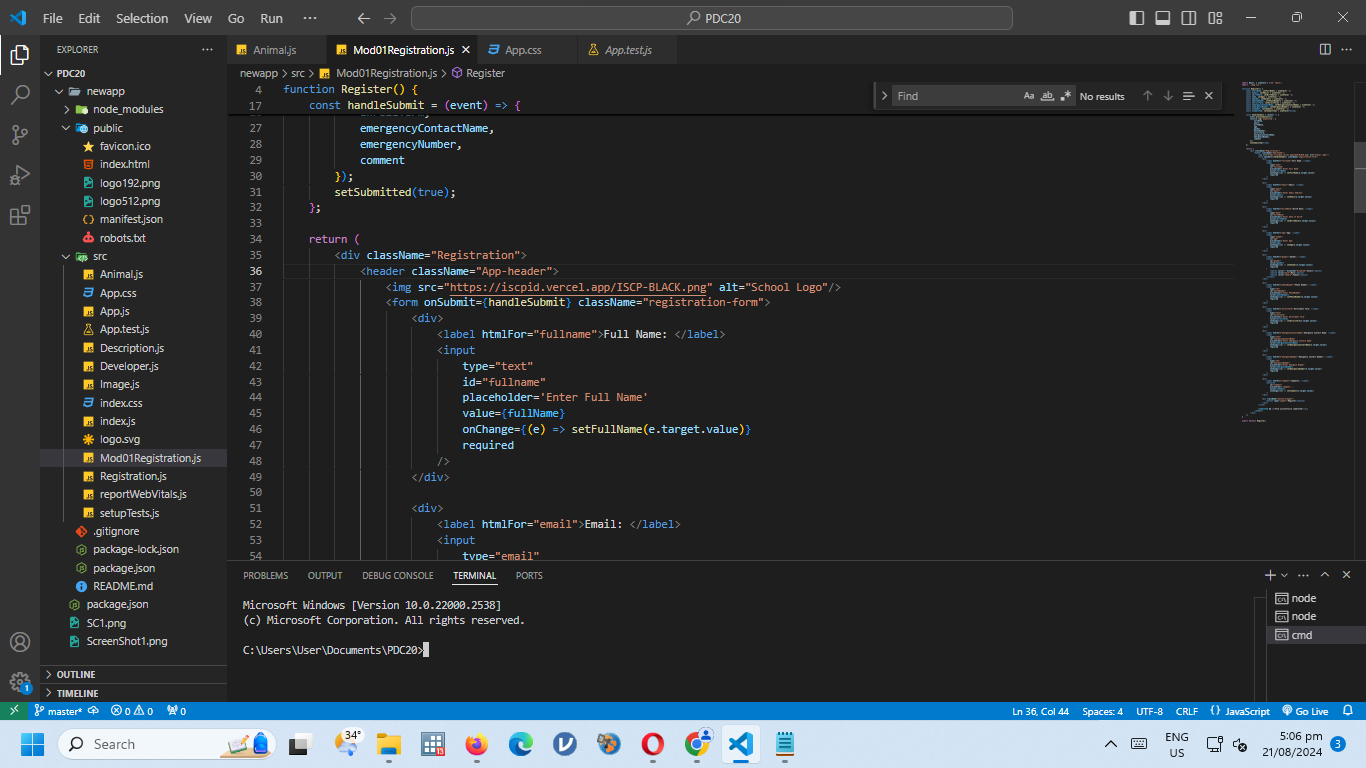 File Edit Selection View Go Run ··· PDC20
EXPLORER ···
PDC20
newapp
node_modules
public
favicon.ico
index.html
logo192.png
logo512.png
manifest.json
robots.txt
src
Animal.js
App.css
App.js
App.test.js
Description.js
Developer.js
Image.js
index.css
index.js
logo.svg
Mod01Registration.js
Registration.js
reportWebVitals.js
setupTests.js
.gitignore
package-lock.json
package.json
README.md
package.json
SC1.png
ScreenShot1.png
OUTLINE
TIMELINE
1
Animal.js Mod01Registration.js App.css App.test.js
newapp > src > Mod01Registration.js > Register
Find Aa ab No results
4 function Register() {
17 const handleSubmit = (event) => {
27 emergencyContactName,
28 emergencyNumber,
29 comment
30 });
31 setSubmitted(true);
32 };
33
34 return (
35 <div className="Registration">
36 <header className="App-header">
37 <img src="https://iscpid.vercel.app/ISCP-BLACK.png" alt="School Logo"/>
38 <form onSubmit={handleSubmit} className="registration-form">
39 <div>
40 <label htmlFor="fullname">Full Name: </label>
41 <input
42 type="text"
43 id="fullname"
44 placeholder='Enter Full Name'
45 value={fullName}
46 onChange={(e) => setFullName(e.target.value)}
47 required
48 />
49 </div>
50
51 <div>
52 <label htmlFor="email">Email: </label>
53 <input
54 type="email"
PROBLEMS OUTPUT DEBUG CONSOLE TERMINAL PORTS
Microsoft Windows [Version 10.0.22000.2538]
(c) Microsoft Corporation. All rights reserved.
C:\Users\User\Documents\PDC20>
node
node
cmd
master* 0 0 0 Ln 36, Col 44 Spaces: 4 UTF-8 CRLF {} JavaScript Go Live
Search 34° ENG US 5:06 pm 21/08/2024 3